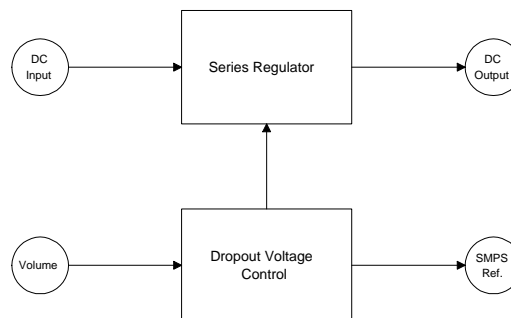 DC
Input
Series Regulator
DC
Output
Volume
Dropout Voltage
Control
SMPS
Ref.